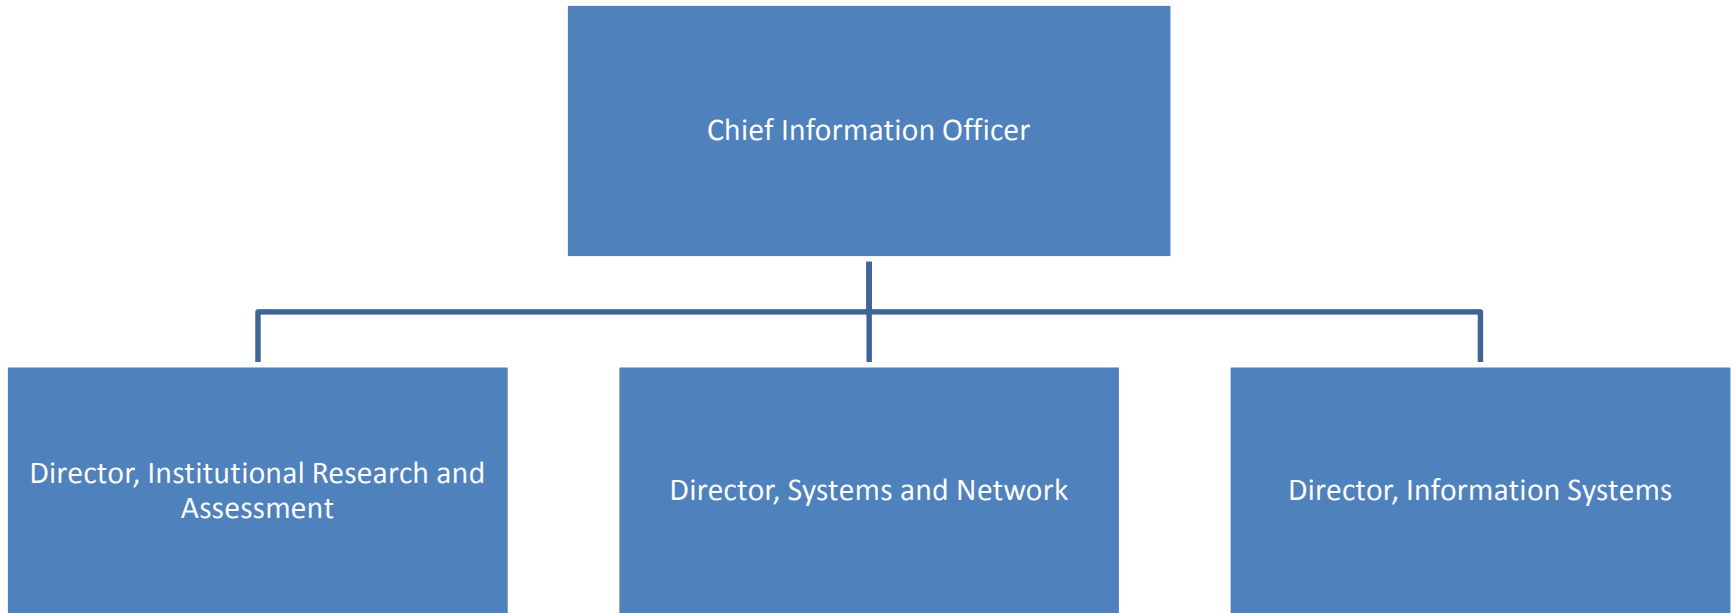 Chief Information Officer
Director, Institutional Research and
Assessment
Director, Systems and Network
Director, Information Systems